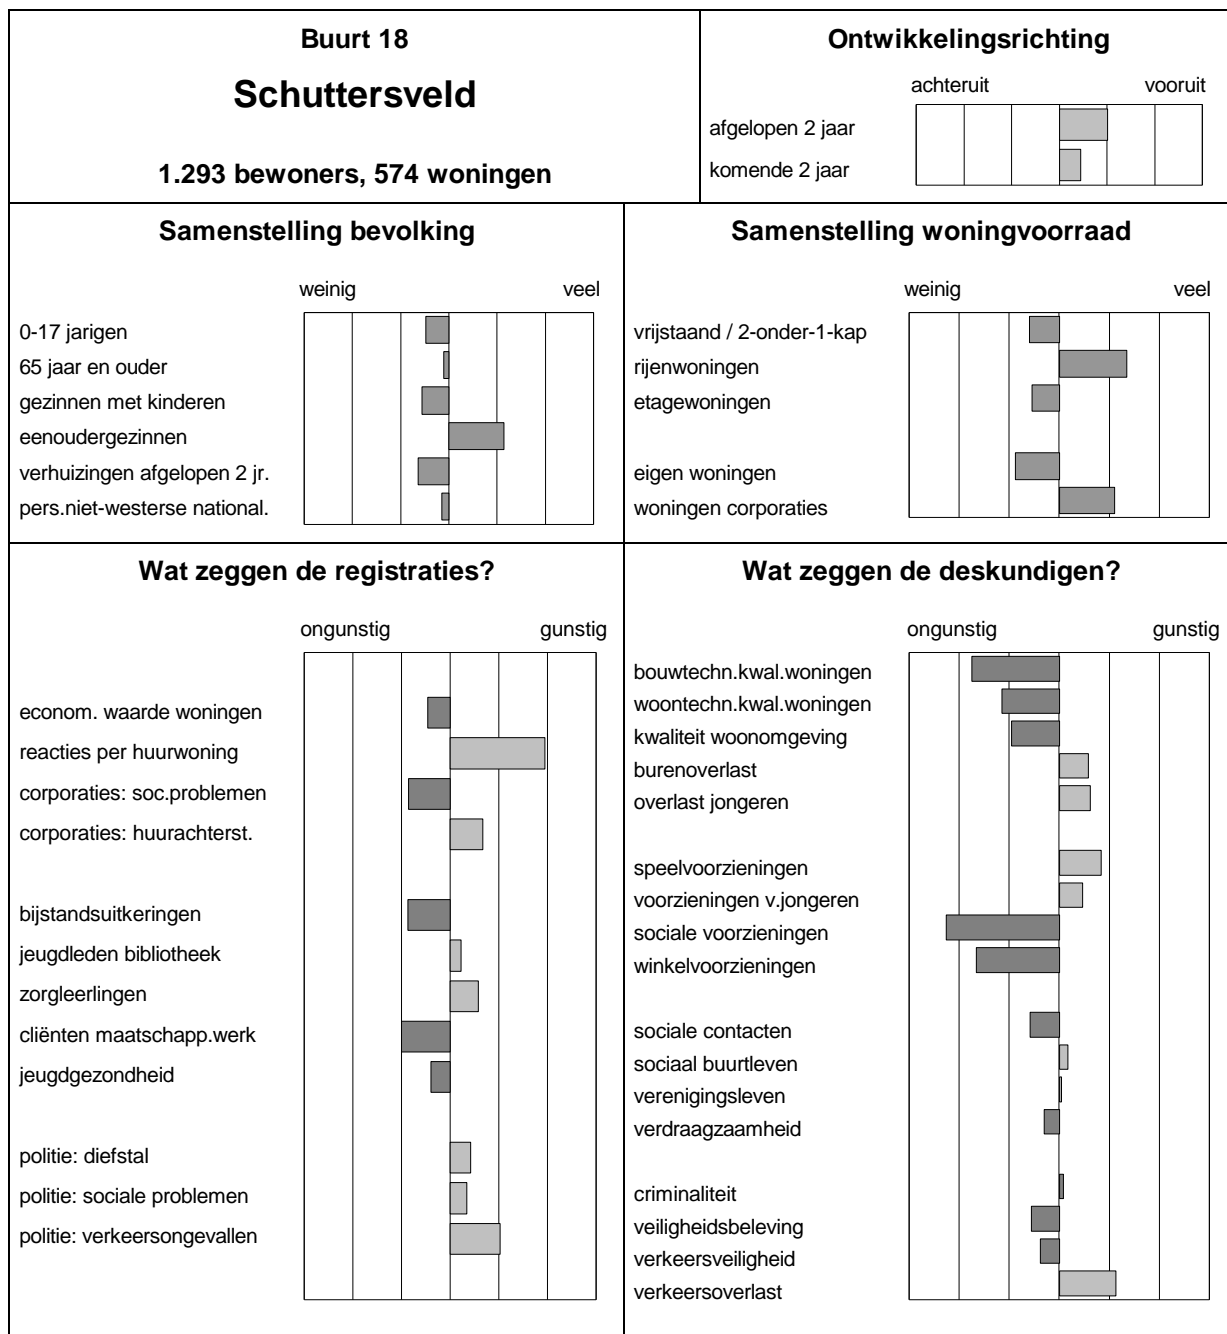 Buurt 18
Schuttersveld
1.293 bewoners, 574 woningen
Ontwikkelingsrichting
achteruit vooruit
afgelopen 2 jaar
komende 2 jaar
Samenstelling bevolking
weinig veel
0-17 jarigen
65 jaar en ouder
gezinnen met kinderen
eenoudergezinnen
verhuizingen afgelopen 2 jr.
pers.niet-westerse national.
Samenstelling woningvoorraad
weinig veel
vrijstaand / 2-onder-1-kap
rijenwoningen
etagewoningen
eigen woningen
woningen corporaties
Wat zeggen de registraties?
ongunstig gunstig
econom. waarde woningen
reacties per huurwoning
corporaties: soc.problemen
corporaties: huurachterst.
bijstandsuitkeringen
jeugdleden bibliotheek
zorgleerlingen
cliënten maatschapp.werk
jeugdgezondheid
politie: diefstal
politie: sociale problemen
politie: verkeersongevallen
Wat zeggen de deskundigen?
ongunstig gunstig
bouwtechn.kwal.woningen
woontechn.kwal.woningen
kwaliteit woonomgeving
burenoverlast
overlast jongeren
speelvoorzieningen
voorzieningen v.jongeren
sociale voorzieningen
winkelvoorzieningen
sociale contacten
sociaal buurtleven
verenigingsleven
verdraagzaamheid
criminaliteit
veiligheidsbeleving
verkeersveiligheid
verkeersoverlast